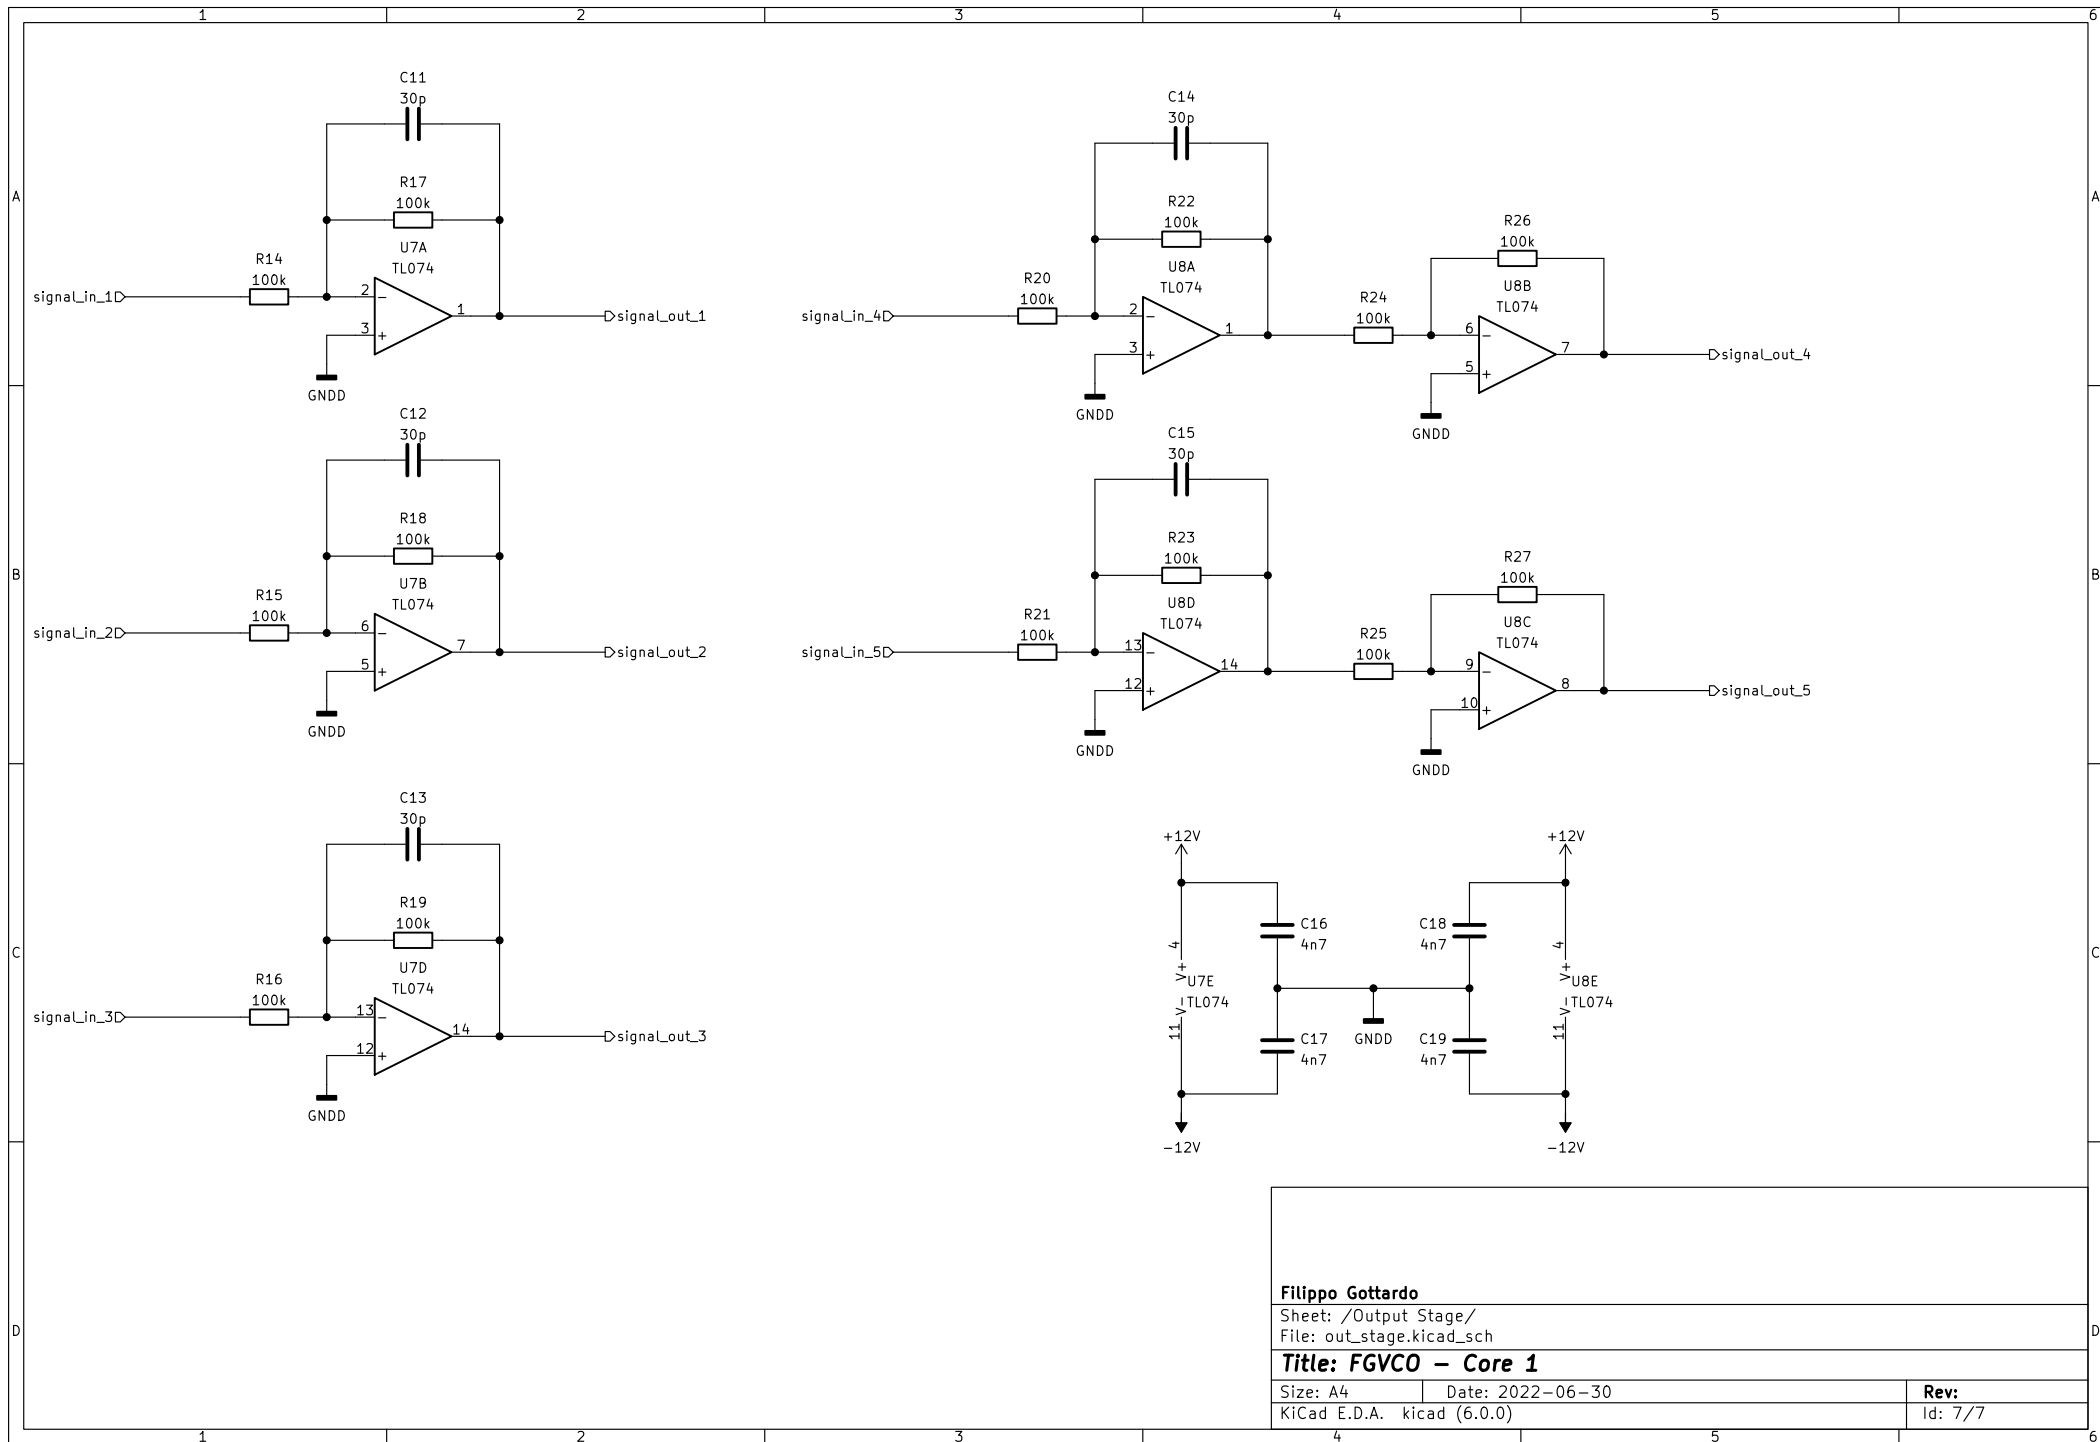 1 2 3 4 5 6
A
B
C
D
C11
30p
R17
100k
U7A
TL074
R14
100k
signal_in_1
2
3
1
signal_out_1
GNDD
C12
30p
R18
100k
U7B
TL074
R15
100k
signal_in_2
6
5
7
signal_out_2
GNDD
C13
30p
R19
100k
U7D
TL074
R16
100k
signal_in_3
13
12
14
signal_out_3
GNDD
C14
30p
R22
100k
U8A
TL074
R20
100k
signal_in_4
2
3
1
GNDD
R26
100k
U8B
TL074
R24
100k
6
5
7
signal_out_4
GNDD
C15
30p
R23
100k
U8D
TL074
R21
100k
signal_in_5
13
12
14
GNDD
R27
100k
U8C
TL074
R25
100k
9
10
8
signal_out_5
GNDD
+12V
4
V+
U7E
TL074
V-
11
-12V
C16
4n7
C17
4n7
GNDD
C18
4n7
C19
4n7
+12V
4
V+
U8E
TL074
V-
11
-12V
A
B
C
D
Filippo Gottardo
Sheet: /Output Stage/
File: out_stage.kicad_sch
Title: FGVCO – Core 1
Size: A4 Date: 2022-06-30 Rev:
KiCad E.D.A. kicad (6.0.0) Id: 7/7
1 2 3 4 5 6